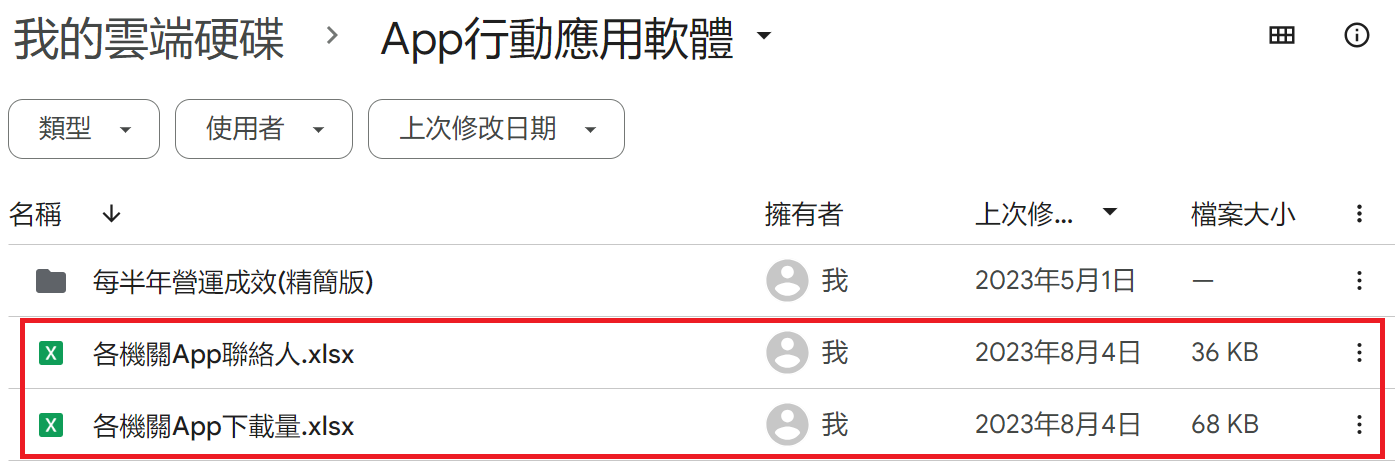 我的雲端硬碟 > App行動應用軟體
類型 使用者 上次修改日期
名稱 擁有者 上次修... 檔案大小
每半年營運成效(精簡版) 我 2023年5月1日 —
各機關App聯絡人.xlsx 我 2023年8月4日 36 KB
各機關App下載量.xlsx 我 2023年8月4日 68 KB